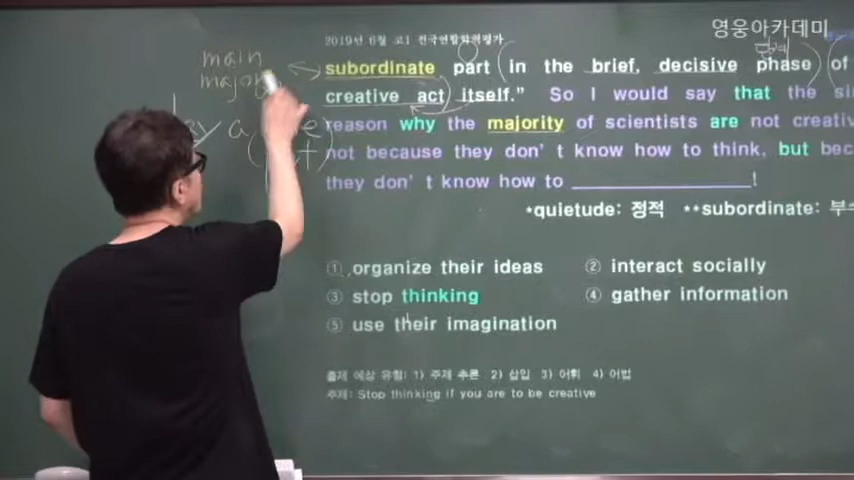 영웅아카데미
2019년 6월 고1 전국연합학력평가
main
major
subordinate part (in the brief, decisive phase) of
creative act) itself.” So I would say that the
a
reason why the majority of scientists are not
not because they don’t know how to think, but
they don’t know how to ____________!
*quietude: 정적 **subordinate:
① organize their ideas ② interact socially
③ stop thinking ④ gather information
⑤ use their imagination
출제 예상 유형: 1) 주제 추론 2) 삽입 3) 어휘 4) 어법
주제: Stop thinking if you are to be creative